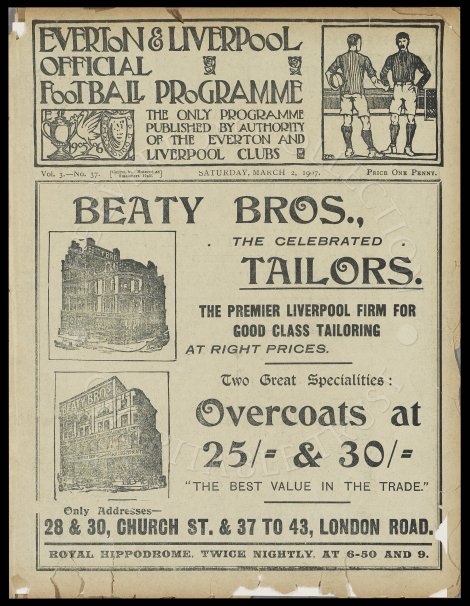 EVERTON & LIVERPOOL
OFFICIAL
FOOTBALL PROGRAMME
THE ONLY PROGRAMME
PUBLISHED BY AUTHORITY
OF THE EVERTON AND
LIVERPOOL CLUBS
Vol. 3.—No. 37.
SATURDAY, MARCH 2, 1907.
PRICE ONE PENNY.
BEATY BROS.,
THE CELEBRATED
TAILORS.
THE PREMIER LIVERPOOL FIRM FOR
GOOD CLASS TAILORING
AT RIGHT PRICES.
BEATY BROS
Two Great Specialities:
Overcoats at
25/- & 30/-
"THE BEST VALUE IN THE TRADE."
Only Addresses—
28 & 30, CHURCH ST. & 37 TO 43, LONDON ROAD.
ROYAL HIPPODROME. TWICE NIGHTLY, AT 6-50 AND 9.